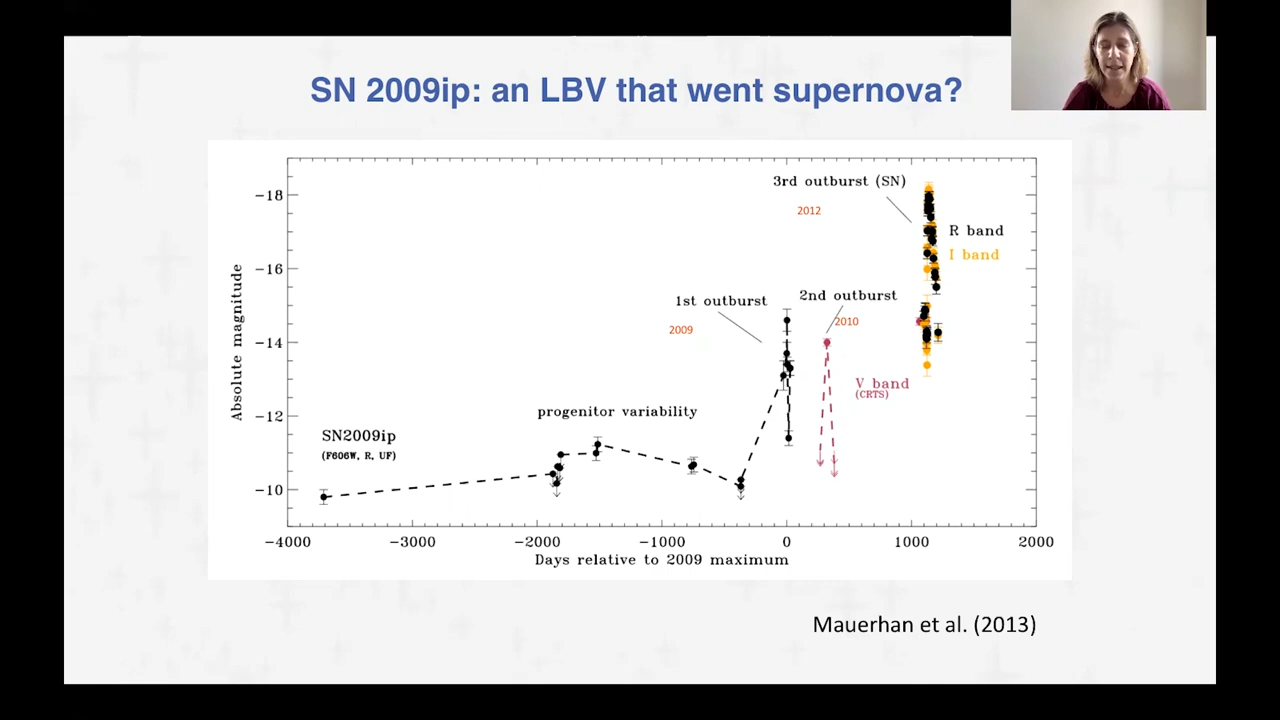 SN 2009ip: an LBV that went supernova?
−18
−16
−14
−12
−10
Absolute magnitude
3rd outburst (SN)
2012
R band
I band
1st outburst
2009
2nd outburst
2010
V band
(CRTS)
progenitor variability
SN2009ip
(F606W, R, UF)
−4000 −3000 −2000 −1000 0 1000 2000
Days relative to 2009 maximum
Mauerhan et al. (2013)